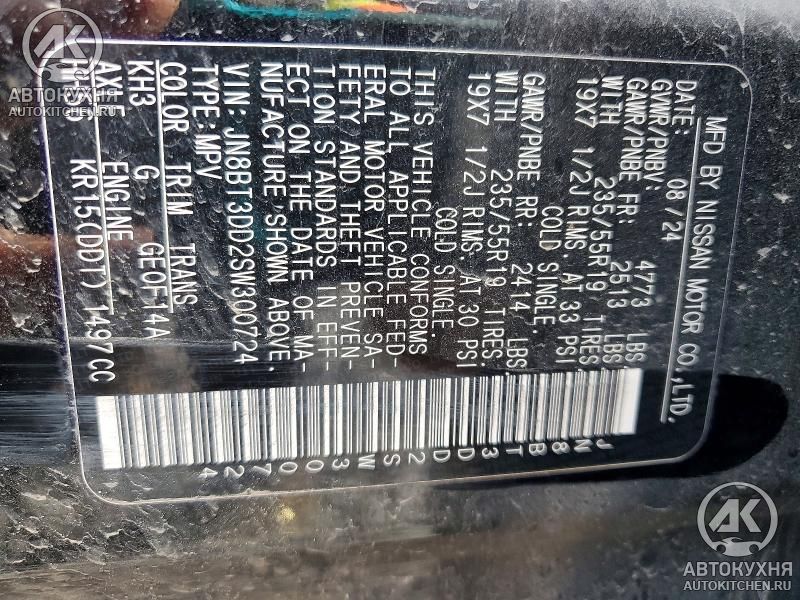 MFD BY NISSAN MOTOR CO.,LTD.
DATE: 08/24
GVWR/PNBV: 4773 LBS
GAWR/PNBE FR: 2513 LBS
WITH 235/55R19 TIRES,
19X7 1/2J RIMS. AT 33 PSI
COLD SINGLE.
GAWR/PNBE RR: 2414 LBS
WITH 235/55R19 TIRES,
19X7 1/2J RIMS. AT 30 PSI
COLD SINGLE
THIS VEHICLE CONFORMS
TO ALL APPLICABLE FED-
ERAL MOTOR VEHICLE SA-
FETY AND THEFT PREVEN-
TION STANDARDS IN EFF-
ECT ON THE DATE OF MA-
NUFACTURE SHOWN ABOVE.
VIN: JN8BT3DD2SW300724
TYPE: MPV
COLOR TRIM TRANS
KH3 G GEOF14A
ENGINE
KR15(DDT) 1497CC
JN8BT3DD2SW300724
АК
АВТОКУХНЯ
AUTOKITCHEN.RU
АК
АВТОКУХНЯ
AUTOKITCHEN.RU